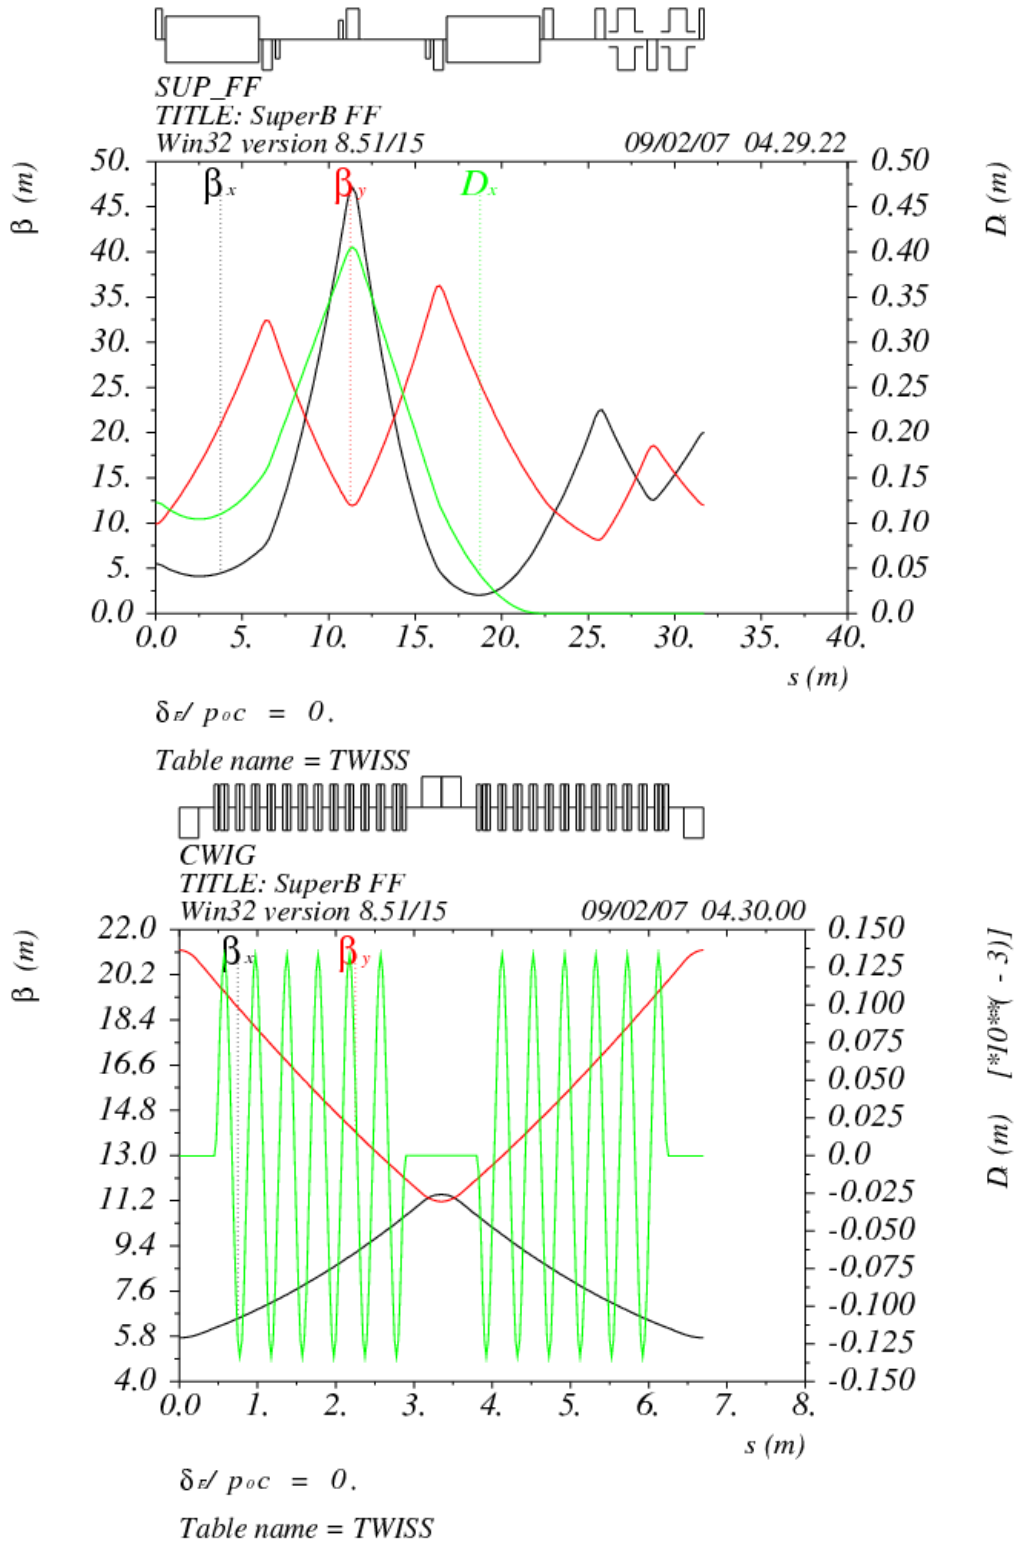 SUP_FF
TITLE: SuperB FF
Win32 version 8.51/15 09/02/07 04.29.22
β (m)
50.
45.
40.
35.
30.
25.
20.
15.
10.
5.
0.0
βx
βy
Dx
0.50
0.45
0.40
0.35
0.30
0.25
0.20
0.15
0.10
0.05
0.0
Dx (m)
0.0 5. 10. 15. 20. 25. 30. 35. 40.
s (m)
δE/ p0c = 0.
Table name = TWISS
CWIG
TITLE: SuperB FF
Win32 version 8.51/15 09/02/07 04.30.00
β (m)
22.0
20.2
18.4
16.6
14.8
13.0
11.2
9.4
7.6
5.8
4.0
βx
βy
0.150
0.125
0.100
0.075
0.050
0.025
0.0
-0.025
-0.050
-0.075
-0.100
-0.125
-0.150
Dx (m) [*10**( - 3)]
0.0 1. 2. 3. 4. 5. 6. 7. 8.
s (m)
δE/ p0c = 0.
Table name = TWISS